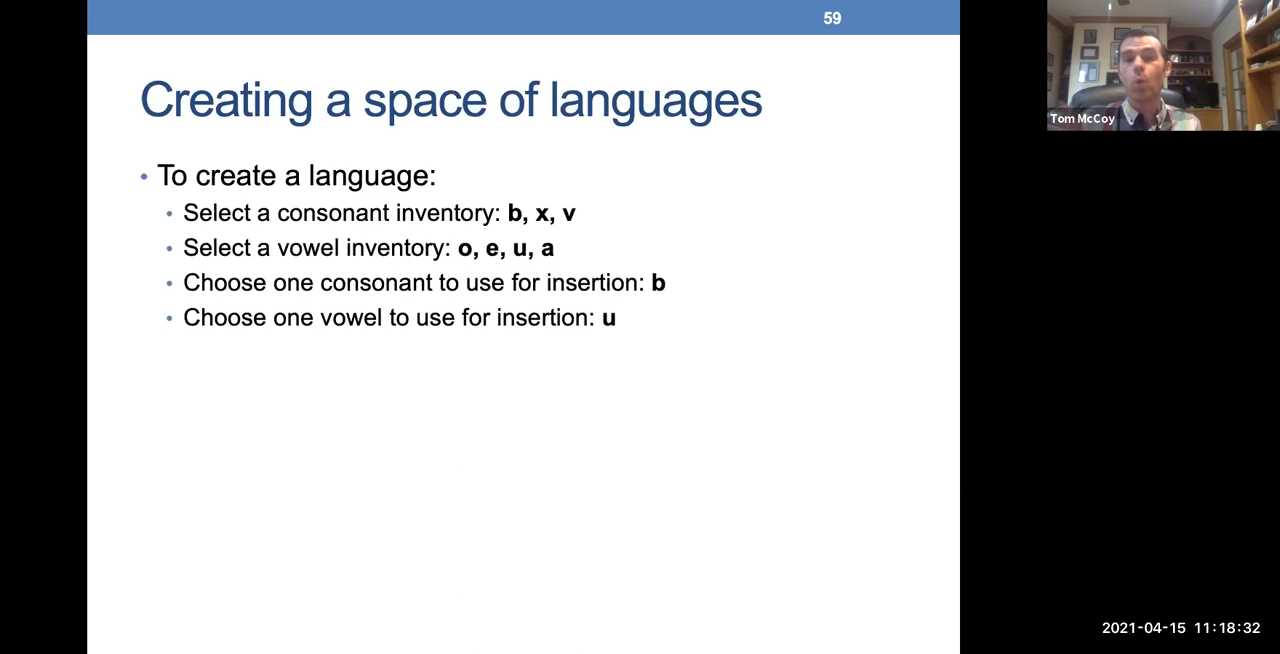 59
Creating a space of languages
• To create a language:
• Select a consonant inventory: b, x, v
• Select a vowel inventory: o, e, u, a
• Choose one consonant to use for insertion: b
• Choose one vowel to use for insertion: u
Tom McCoy
2021-04-15 11:18:32